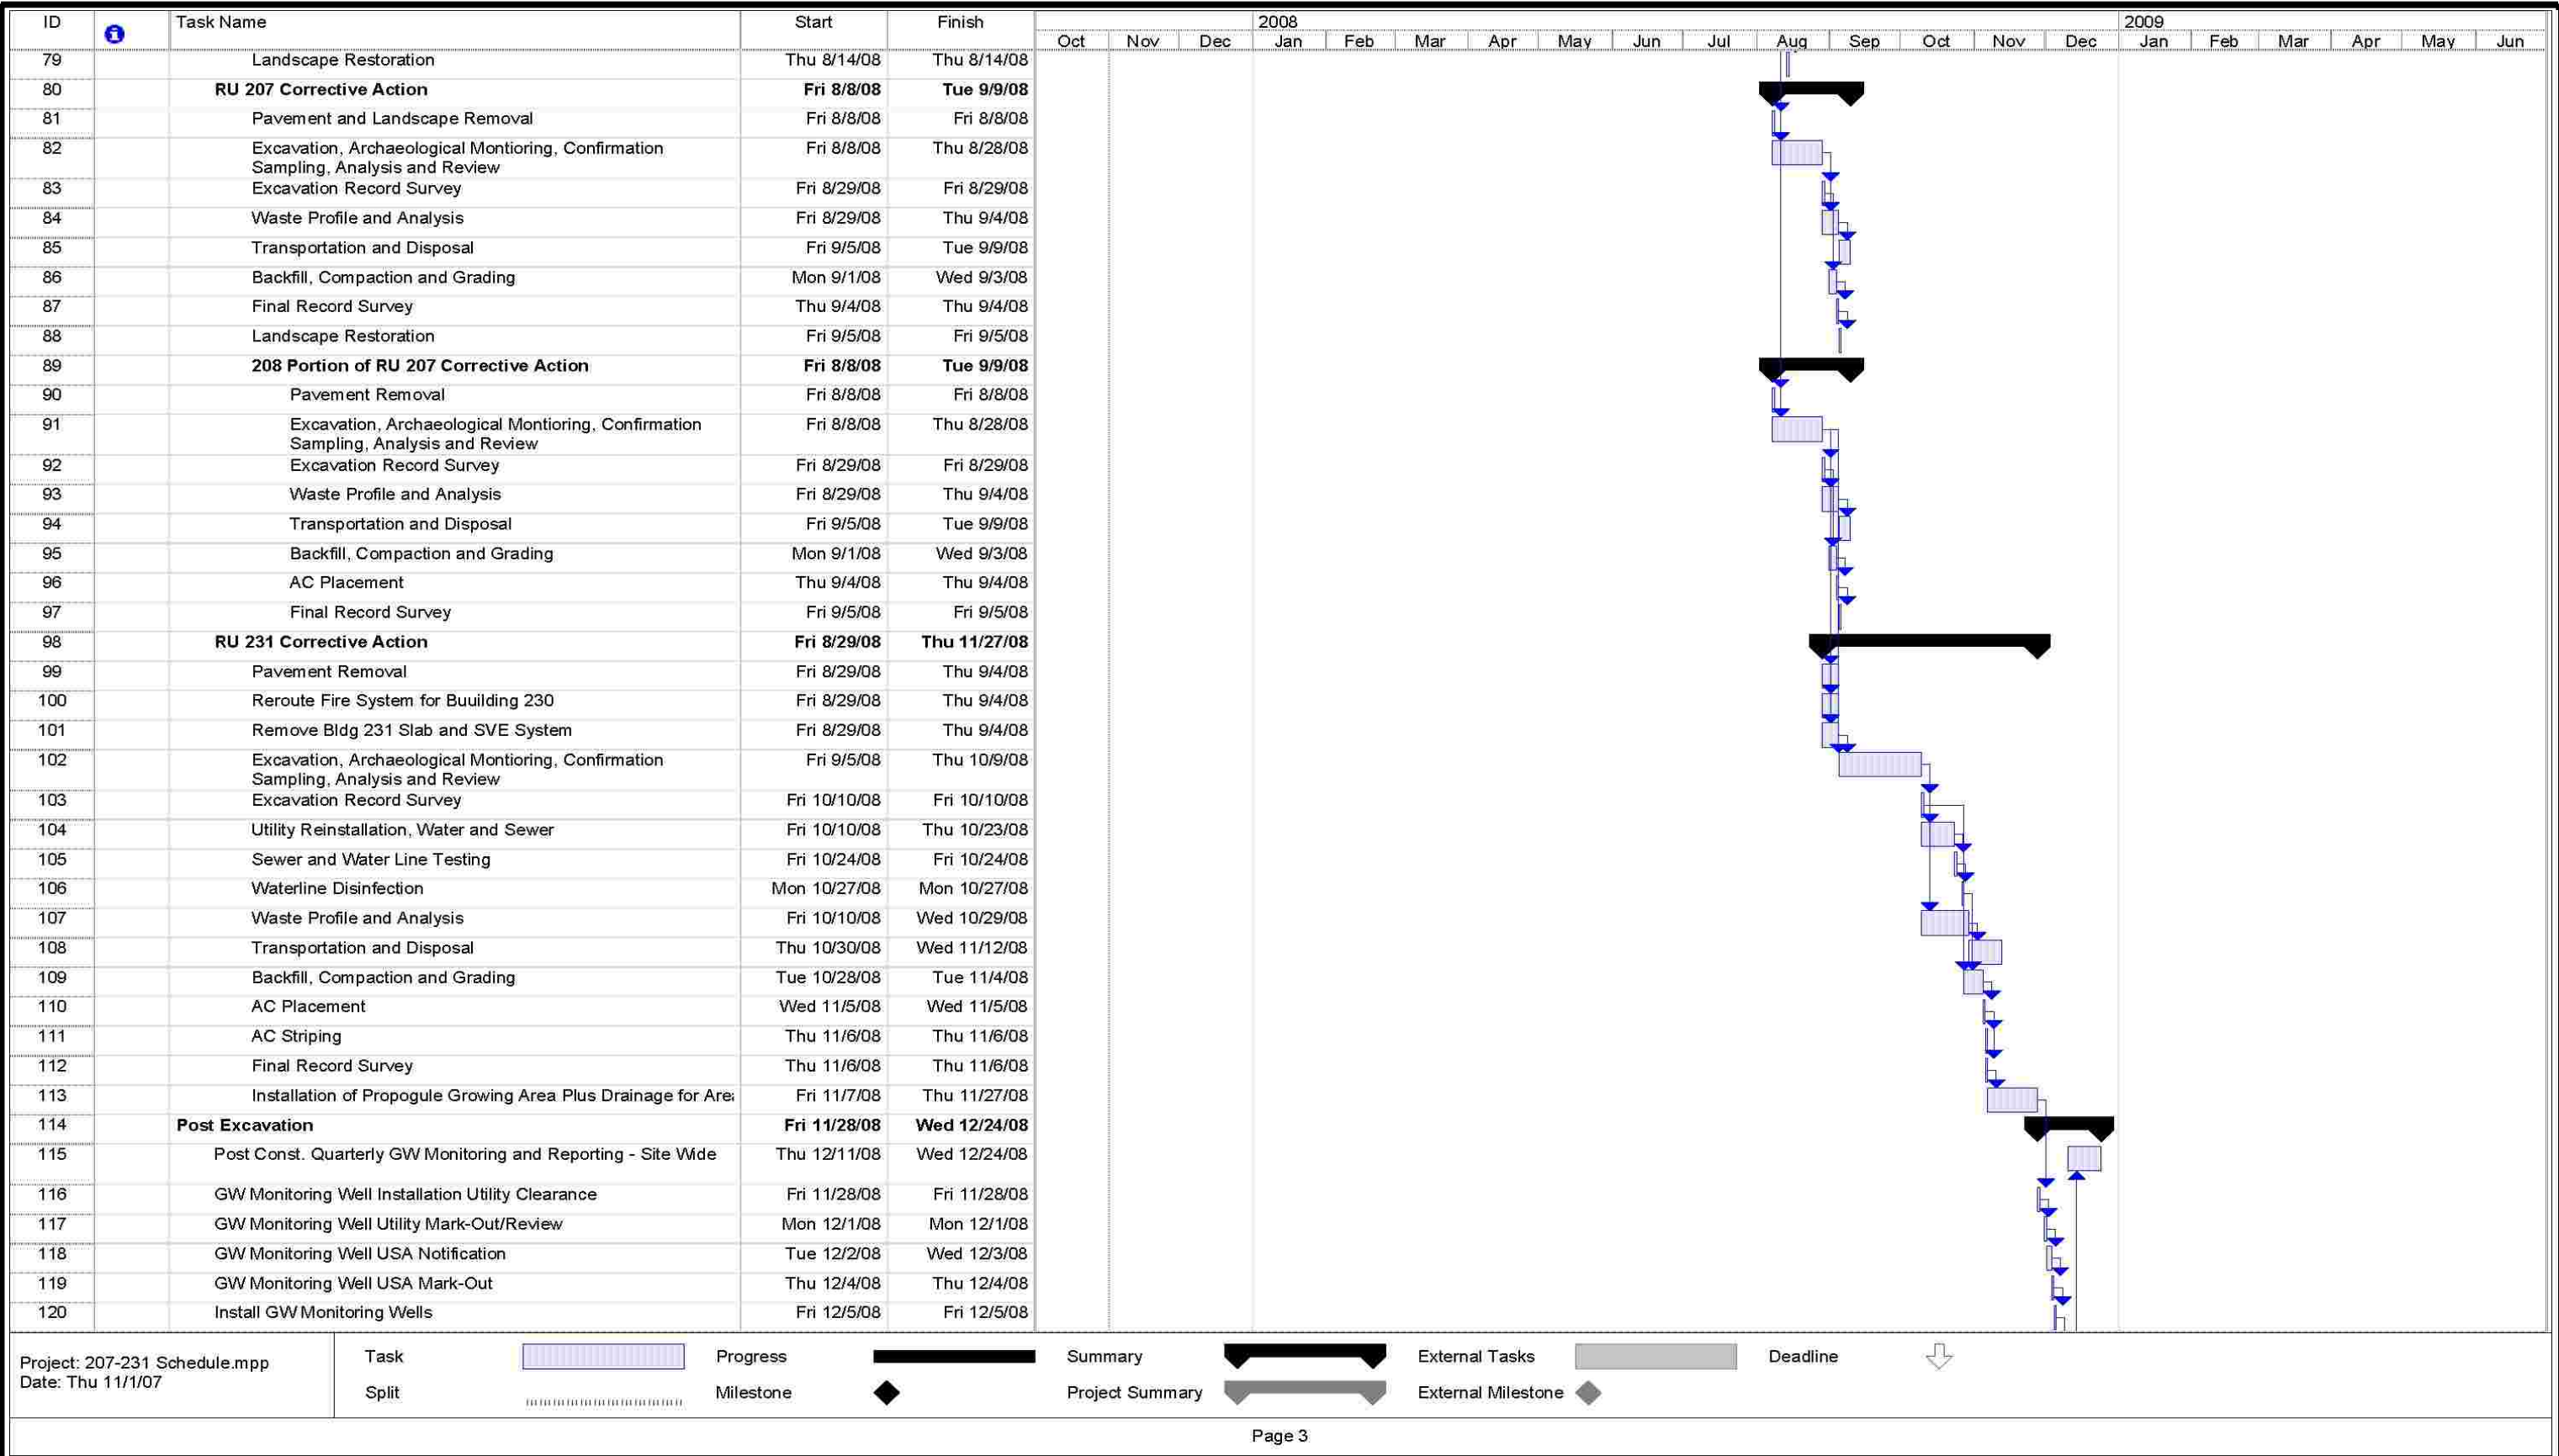 ID Task Name Start Finish 2008 2009
Oct Nov Dec Jan Feb Mar Apr May Jun Jul Aug Sep Oct Nov Dec Jan Feb Mar Apr May Jun
79 Landscape Restoration Thu 8/14/08 Thu 8/14/08
80 RU 207 Corrective Action Fri 8/8/08 Tue 9/9/08
81 Pavement and Landscape Removal Fri 8/8/08 Fri 8/8/08
82 Excavation, Archaeological Montioring, Confirmation Fri 8/8/08 Thu 8/28/08
Sampling, Analysis and Review
83 Excavation Record Survey Fri 8/29/08 Fri 8/29/08
84 Waste Profile and Analysis Fri 8/29/08 Thu 9/4/08
85 Transportation and Disposal Fri 9/5/08 Tue 9/9/08
86 Backfill, Compaction and Grading Mon 9/1/08 Wed 9/3/08
87 Final Record Survey Thu 9/4/08 Thu 9/4/08
88 Landscape Restoration Fri 9/5/08 Fri 9/5/08
89 208 Portion of RU 207 Corrective Action Fri 8/8/08 Tue 9/9/08
90 Pavement Removal Fri 8/8/08 Fri 8/8/08
91 Excavation, Archaeological Montioring, Confirmation Fri 8/8/08 Thu 8/28/08
Sampling, Analysis and Review
92 Excavation Record Survey Fri 8/29/08 Fri 8/29/08
93 Waste Profile and Analysis Fri 8/29/08 Thu 9/4/08
94 Transportation and Disposal Fri 9/5/08 Tue 9/9/08
95 Backfill, Compaction and Grading Mon 9/1/08 Wed 9/3/08
96 AC Placement Thu 9/4/08 Thu 9/4/08
97 Final Record Survey Fri 9/5/08 Fri 9/5/08
98 RU 231 Corrective Action Fri 8/29/08 Thu 11/27/08
99 Pavement Removal Fri 8/29/08 Thu 9/4/08
100 Reroute Fire System for Buuilding 230 Fri 8/29/08 Thu 9/4/08
101 Remove Bldg 231 Slab and SVE System Fri 8/29/08 Thu 9/4/08
102 Excavation, Archaeological Montioring, Confirmation Fri 9/5/08 Thu 10/9/08
Sampling, Analysis and Review
103 Excavation Record Survey Fri 10/10/08 Fri 10/10/08
104 Utility Reinstallation, Water and Sewer Fri 10/10/08 Thu 10/23/08
105 Sewer and Water Line Testing Fri 10/24/08 Fri 10/24/08
106 Waterline Disinfection Mon 10/27/08 Mon 10/27/08
107 Waste Profile and Analysis Fri 10/10/08 Wed 10/29/08
108 Transportation and Disposal Thu 10/30/08 Wed 11/12/08
109 Backfill, Compaction and Grading Tue 10/28/08 Tue 11/4/08
110 AC Placement Wed 11/5/08 Wed 11/5/08
111 AC Striping Thu 11/6/08 Thu 11/6/08
112 Final Record Survey Thu 11/6/08 Thu 11/6/08
113 Installation of Propogule Growing Area Plus Drainage for Area Fri 11/7/08 Thu 11/27/08
114 Post Excavation Fri 11/28/08 Wed 12/24/08
115 Post Const. Quarterly GW Monitoring and Reporting - Site Wide Thu 12/11/08 Wed 12/24/08
116 GW Monitoring Well Installation Utility Clearance Fri 11/28/08 Fri 11/28/08
117 GW Monitoring Well Utility Mark-Out/Review Mon 12/1/08 Mon 12/1/08
118 GW Monitoring Well USA Notification Tue 12/2/08 Wed 12/3/08
119 GW Monitoring Well USA Mark-Out Thu 12/4/08 Thu 12/4/08
120 Install GW Monitoring Wells Fri 12/5/08 Fri 12/5/08
Project: 207-231 Schedule.mpp
Date: Thu 11/1/07
Task Progress Summary External Tasks Deadline
Split Milestone Project Summary External Milestone
Page 3